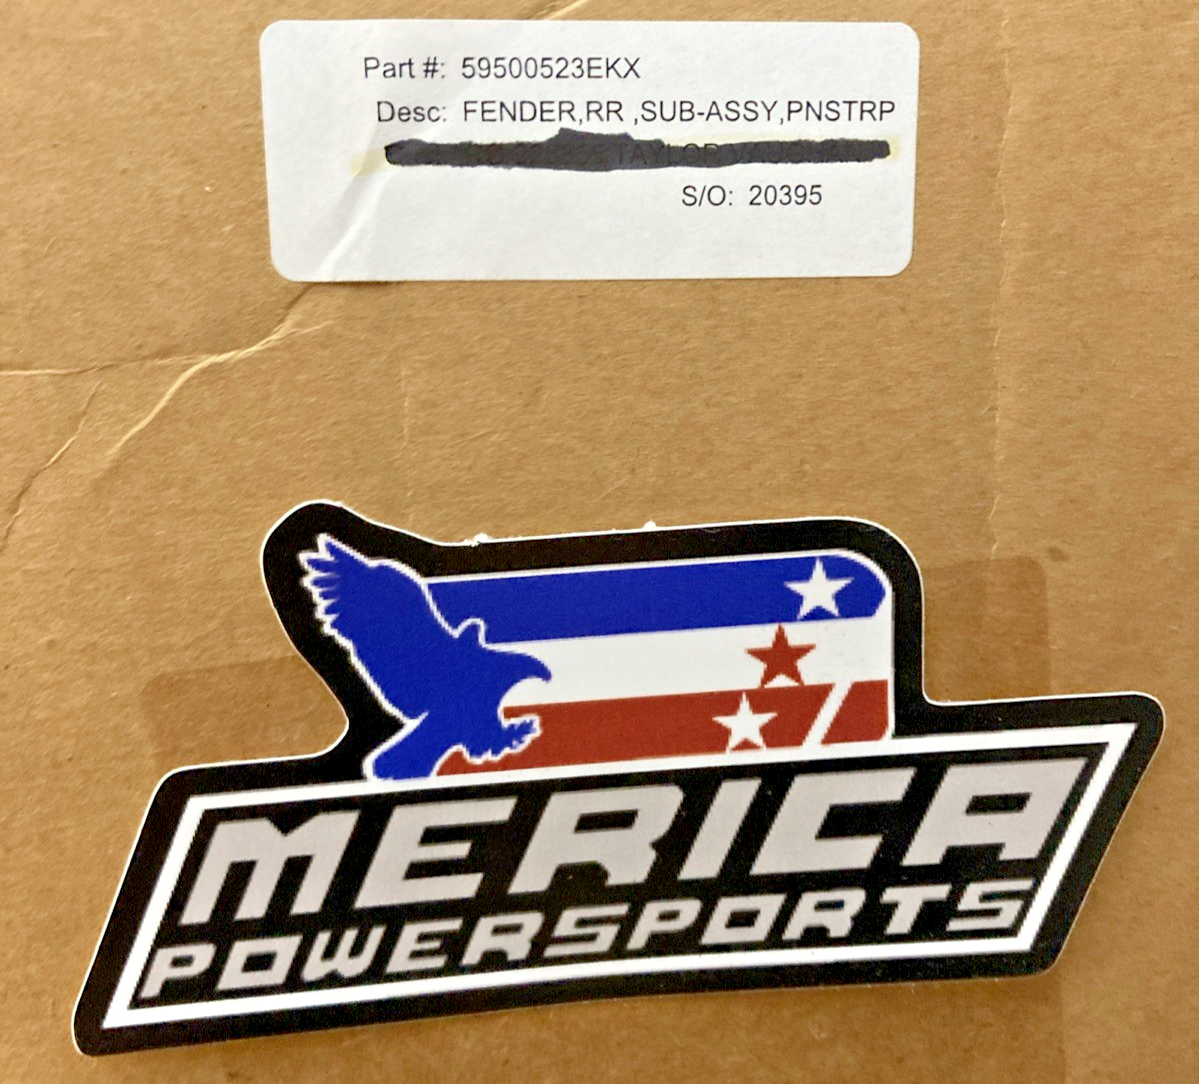 Part #: 59500523EKX
Desc: FENDER,RR ,SUB-ASSY,PNSTRP
S/O: 20395
MERICA
POWERSPORTS